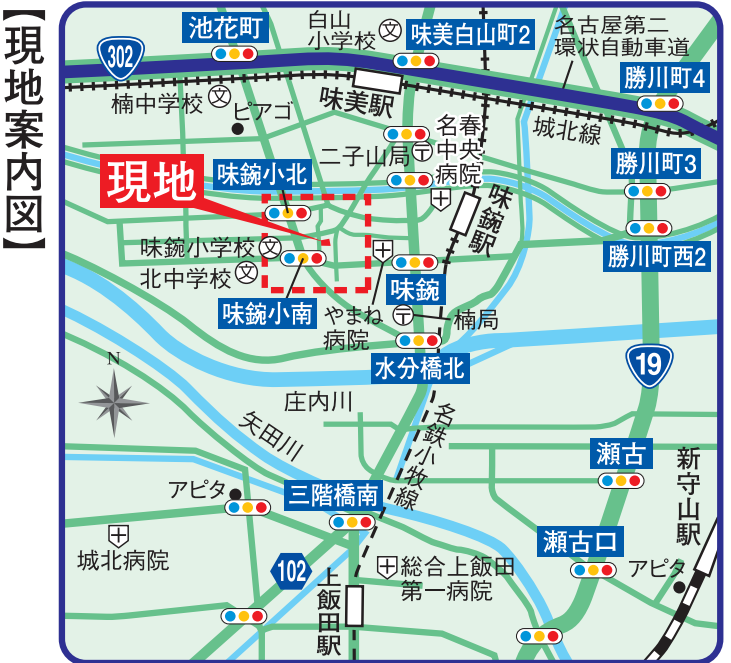 【現地案内図】
302
池花町
白山
小学校
味美白山町2
名古屋第二
環状自動車道
勝川町4
楠中学校
ピアゴ
味美駅
城北線
二子山局
名春
中央
病院
勝川町3
現地
味鋺小北
味鋺駅
味鋺小学校
北中学校
味鋺
勝川町西2
味鋺小南
やまね
病院
楠局
水分橋北
19
N
庄内川
矢田川
名鉄小牧線
瀬古
新守山駅
アピタ
三階橋南
瀬古口
城北病院
102
上飯田駅
総合上飯田
第一病院
アピタ